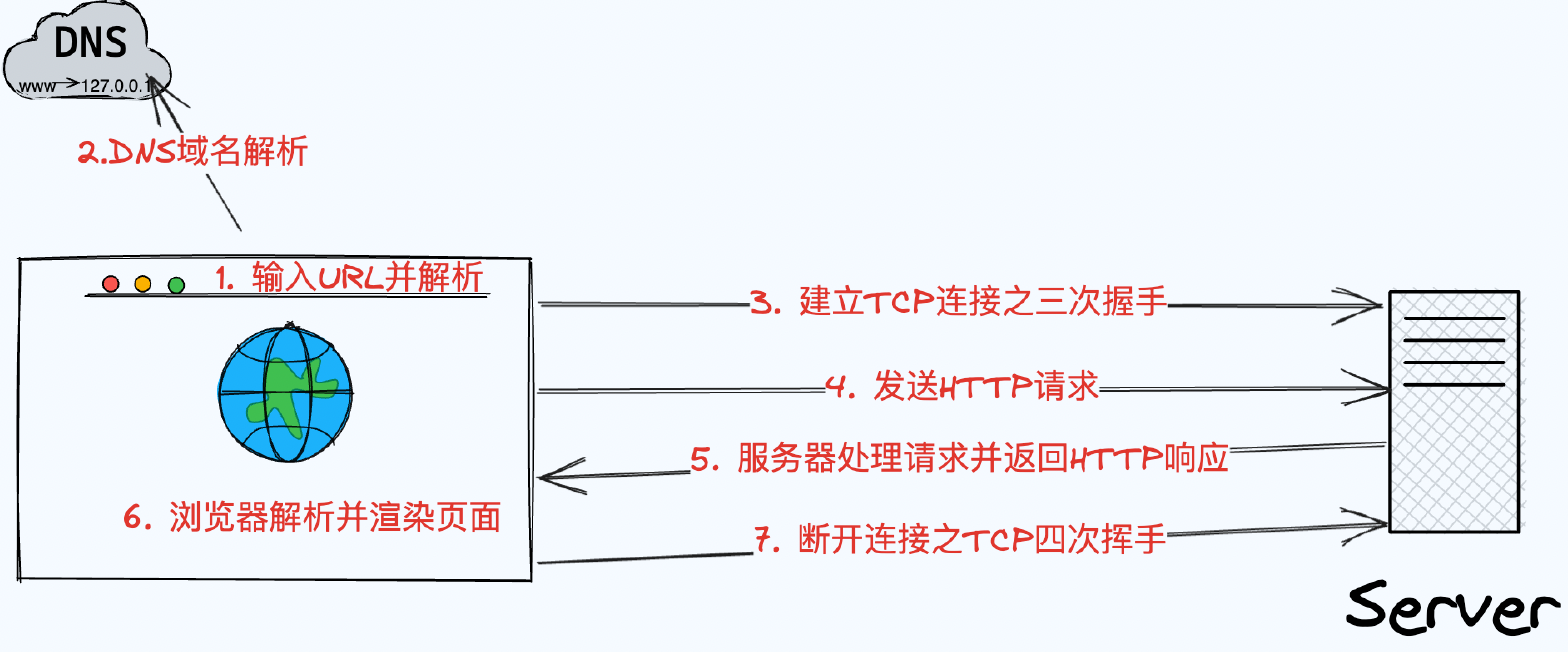 DNS
www→127.0.0.1
2.DNS域名解析
1. 输入URL并解析
3. 建立TCP连接之三次握手
4. 发送HTTP请求
5. 服务器处理请求并返回HTTP响应
6. 浏览器解析并渲染页面
7. 断开连接之TCP四次挥手
Server